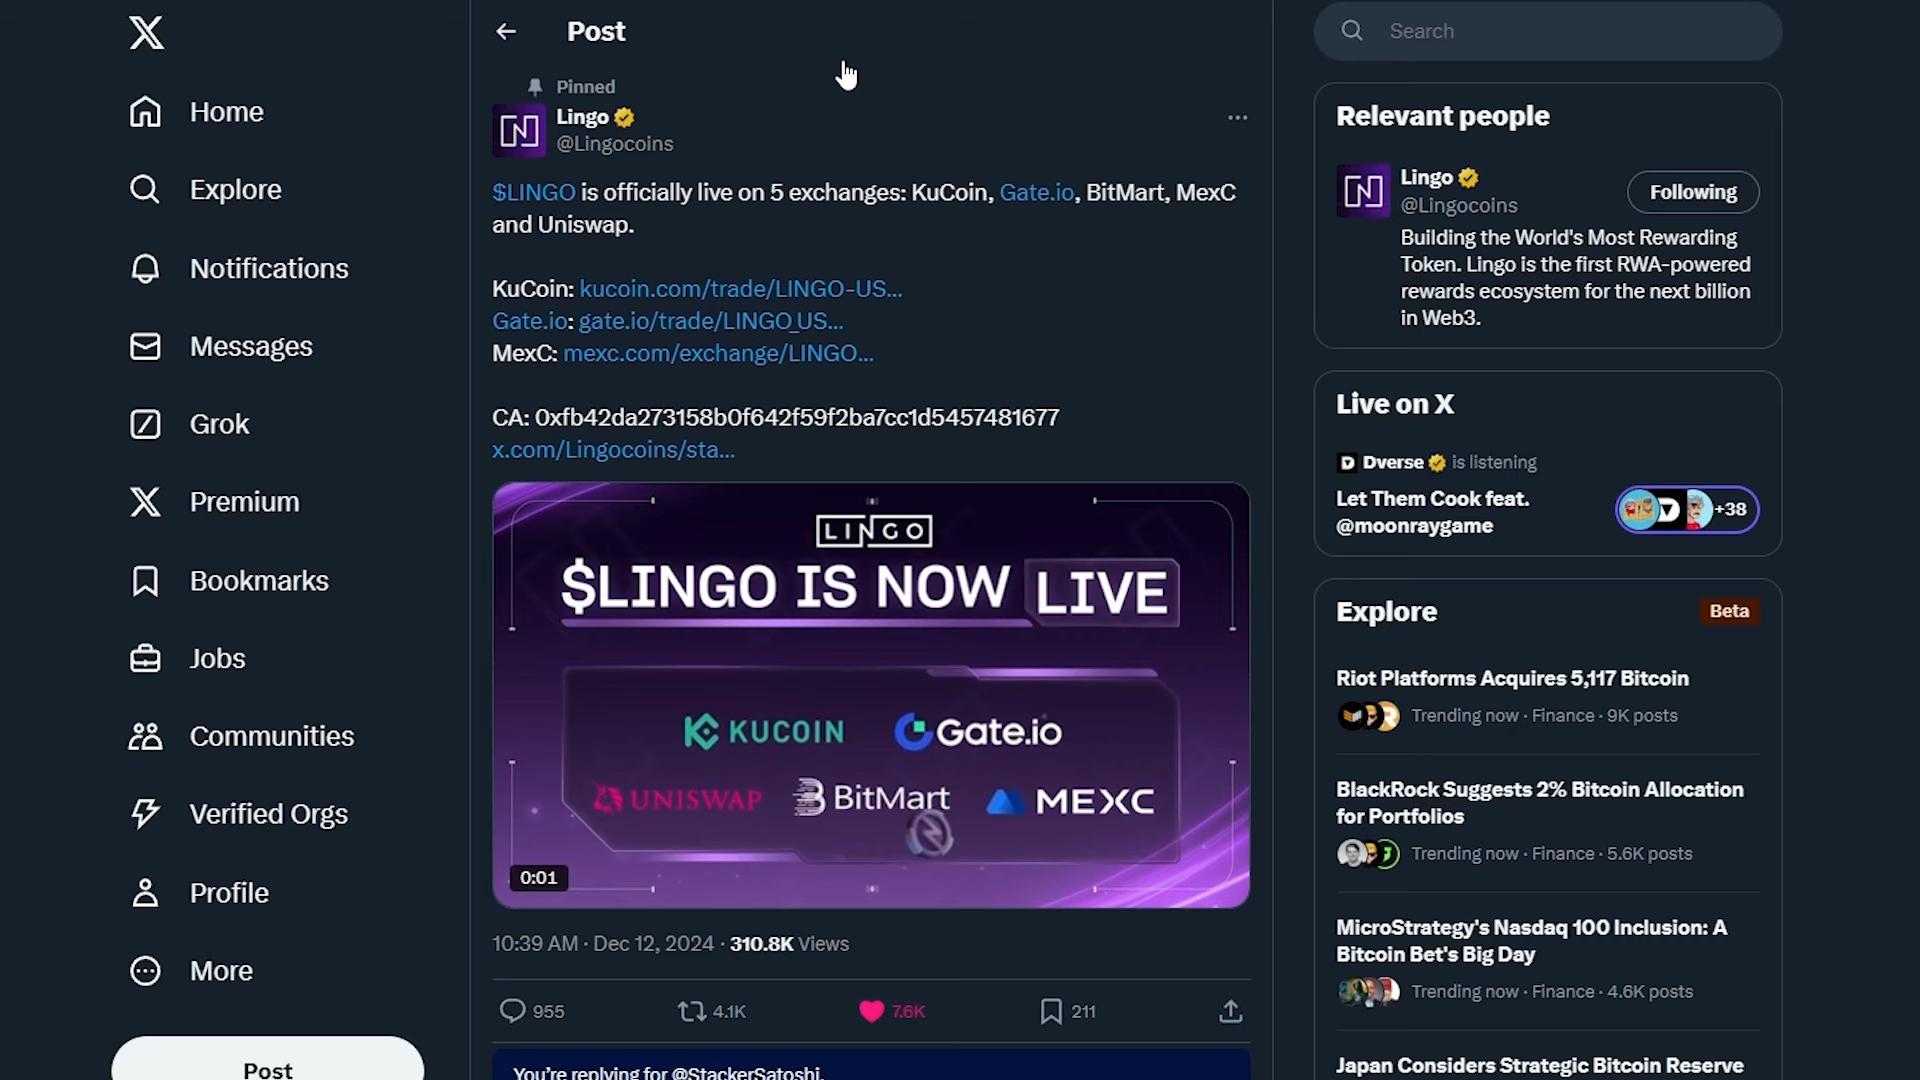 Post
Search
Home
Explore
Notifications
Messages
Grok
Premium
Bookmarks
Jobs
Communities
Verified Orgs
Profile
More
Post
Pinned
Lingo
@Lingocoins
$LINGO is officially live on 5 exchanges: KuCoin, Gate.io, BitMart, MexC
and Uniswap.
KuCoin: kucoin.com/trade/LINGO-US...
Gate.io: gate.io/trade/LINGO_US...
MexC: mexc.com/exchange/LINGO...
CA: 0xfb42da273158b0f642f59f2ba7cc1d5457481677
x.com/Lingocoins/sta...
LINGO
$LINGO IS NOW LIVE
KUCOIN Gate.io
UNISWAP BitMart MEXC
0:01
10:39 AM · Dec 12, 2024 · 310.8K Views
955 4.1K 7.6K 211
You're replying for @StackerSatoshi.
Relevant people
Lingo
@Lingocoins
Following
Building the World's Most Rewarding
Token. Lingo is the first RWA-powered
rewards ecosystem for the next billion
in Web3.
Live on X
Dverse is listening
Let Them Cook feat.
@moonraygame
+38
Explore Beta
Riot Platforms Acquires 5,117 Bitcoin
Trending now · Finance · 9K posts
BlackRock Suggests 2% Bitcoin Allocation
for Portfolios
Trending now · Finance · 5.6K posts
MicroStrategy's Nasdaq 100 Inclusion: A
Bitcoin Bet's Big Day
Trending now · Finance · 4.6K posts
Japan Considers Strategic Bitcoin Reserve